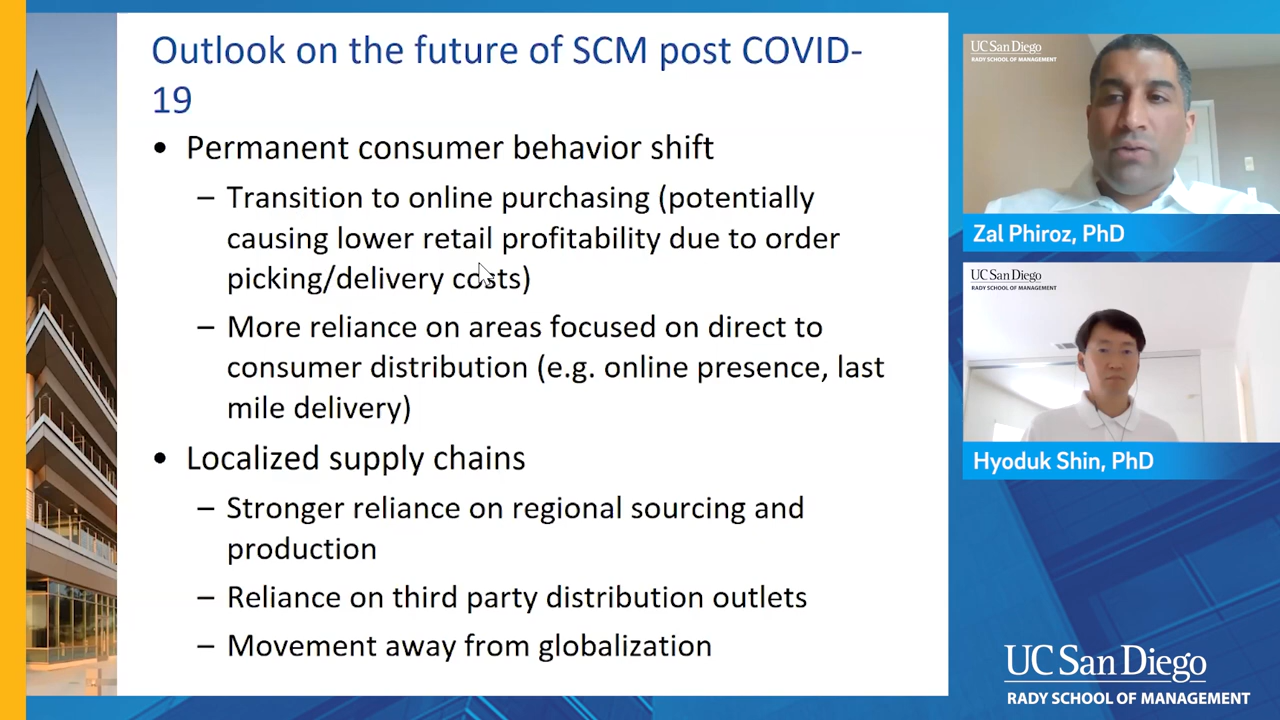 Outlook on the future of SCM post COVID-
19
• Permanent consumer behavior shift
– Transition to online purchasing (potentially
causing lower retail profitability due to order
picking/delivery costs)
– More reliance on areas focused on direct to
consumer distribution (e.g. online presence, last
mile delivery)
• Localized supply chains
– Stronger reliance on regional sourcing and
production
– Reliance on third party distribution outlets
– Movement away from globalization
UC San Diego
RADY SCHOOL OF MANAGEMENT
Zal Phiroz, PhD
UC San Diego
RADY SCHOOL OF MANAGEMENT
Hyoduk Shin, PhD
UC San Diego
RADY SCHOOL OF MANAGEMENT